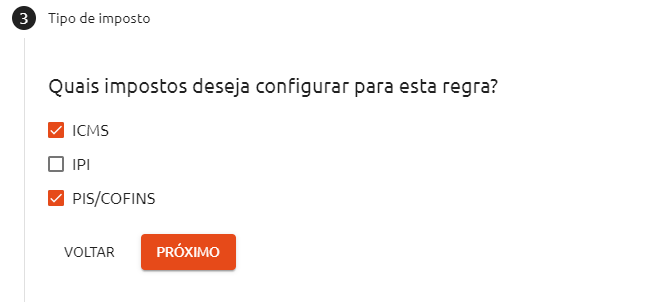 3 Tipo de imposto
Quais impostos deseja configurar para esta regra?
ICMS
IPI
PIS/COFINS
VOLTAR PRÓXIMO